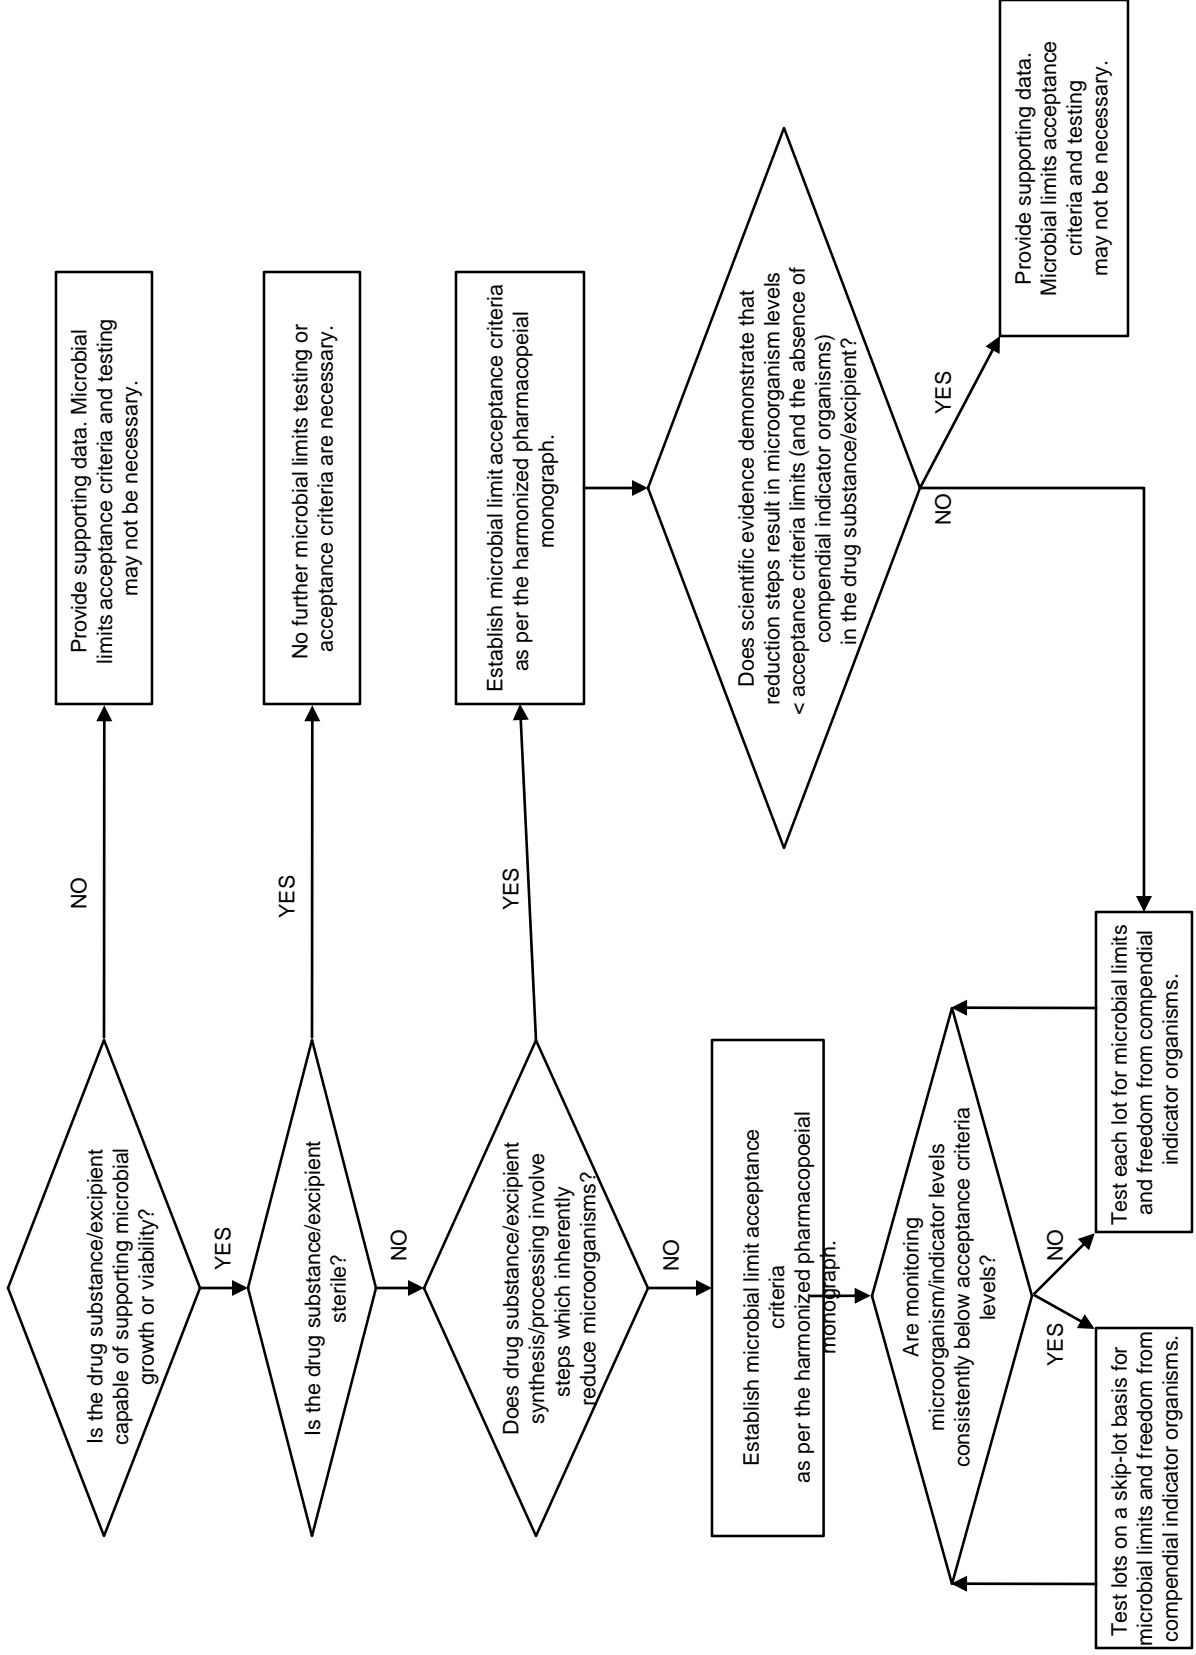 Is the drug substance/excipient
capable of supporting microbial
growth or viability?
NO
Provide supporting data. Microbial
limits acceptance criteria and testing
may not be necessary.
YES
Is the drug substance/excipient
sterile?
YES
No further microbial limits testing or
acceptance criteria are necessary.
NO
Does drug substance/excipient
synthesis/processing involve
steps which inherently
reduce microorganisms?
YES
Establish microbial limit acceptance criteria
as per the harmonized pharmacopeial
monograph.
NO
Establish microbial limit acceptance
criteria
as per the harmonized pharmacopoeial
monograph.
Does scientific evidence demonstrate that
reduction steps result in microorganism levels
< acceptance criteria limits (and the absence of
compendial indicator organisms)
in the drug substance/excipient?
NO
YES
Provide supporting data.
Microbial limits acceptance
criteria and testing
may not be necessary.
Are monitoring
microorganism/indicator levels
consistently below acceptance criteria
levels?
YES
NO
Test lots on a skip-lot basis for
microbial limits and freedom from
compendial indicator organisms.
Test each lot for microbial limits
and freedom from compendial
indicator organisms.